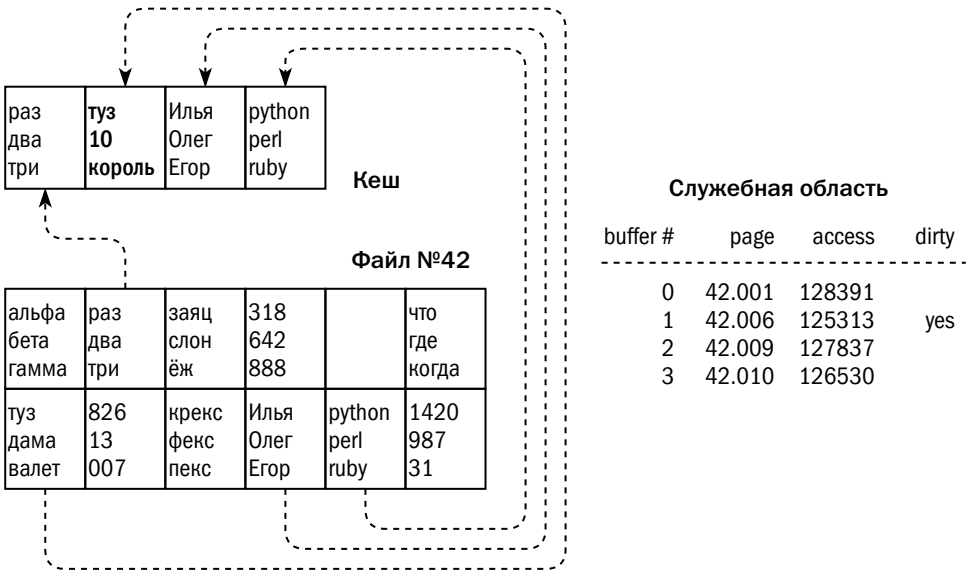 раз туз Илья python
два 10 Олег perl
три король Егор ruby
Кеш
Файл №42
альфа раз заяц 318 что
бета два слон 642 где
гамма три ёж 888 когда
туз 826 крекс Илья python 1420
дама 13 фекс Олег perl 987
валет 007 пекс Егор ruby 31
Служебная область
buffer # page access dirty
0 42.001 128391
1 42.006 125313 yes
2 42.009 127837
3 42.010 126530